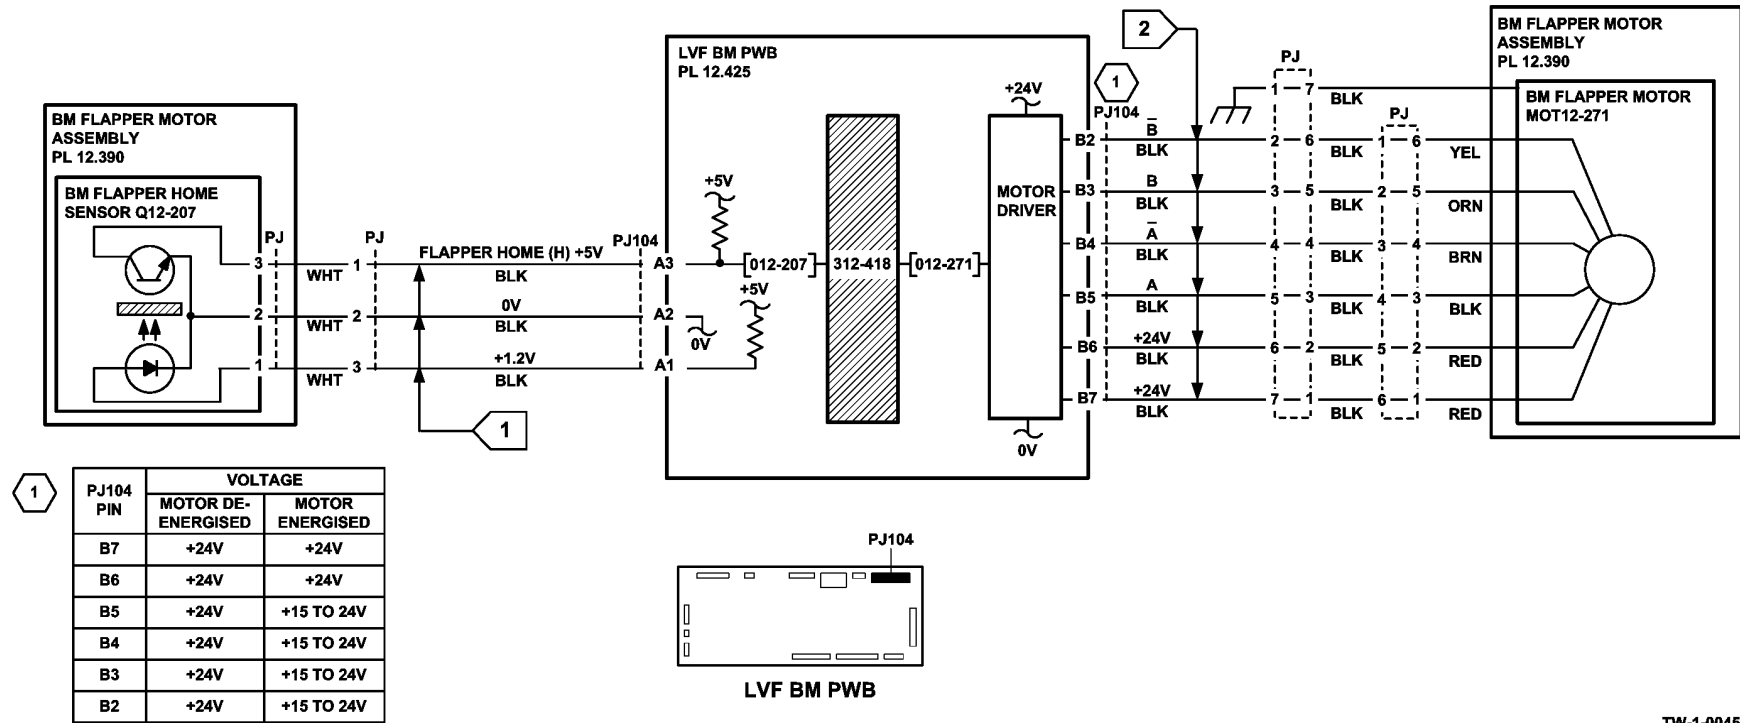 BM FLAPPER MOTOR
ASSEMBLY
PL 12.390
BM FLAPPER HOME
SENSOR Q12-207
3
2
1
PJ
WHT
WHT
WHT
PJ
1
2
3
FLAPPER HOME (H) +5V
BLK
0V
BLK
+1.2V
BLK
1
PJ104
LVF BM PWB
PL 12.425
A3
A2
A1
+5V
0V
+5V
012-207
312-418
012-271
+24V
MOTOR
DRIVER
0V
B2
B3
B4
B5
B6
B7
1
PJ104
2
B̅
BLK
B
BLK
A̅
BLK
A
BLK
+24V
BLK
+24V
BLK
PJ
1 7
2 6
3 5
4 4
5 3
6 2
7 1
BLK
BLK
BLK
BLK
BLK
BLK
BLK
PJ
1 6
2 5
3 4
4 3
5 2
6 1
YEL
ORN
BRN
BLK
RED
RED
BM FLAPPER MOTOR
ASSEMBLY
PL 12.390
BM FLAPPER MOTOR
MOT12-271
1
PJ104
PIN
VOLTAGE
MOTOR DE-
ENERGISED
MOTOR
ENERGISED
B7 +24V +24V
B6 +24V +24V
B5 +24V +15 TO 24V
B4 +24V +15 TO 24V
B3 +24V +15 TO 24V
B2 +24V +15 TO 24V
PJ104
LVF BM PWB
TW-1-0045